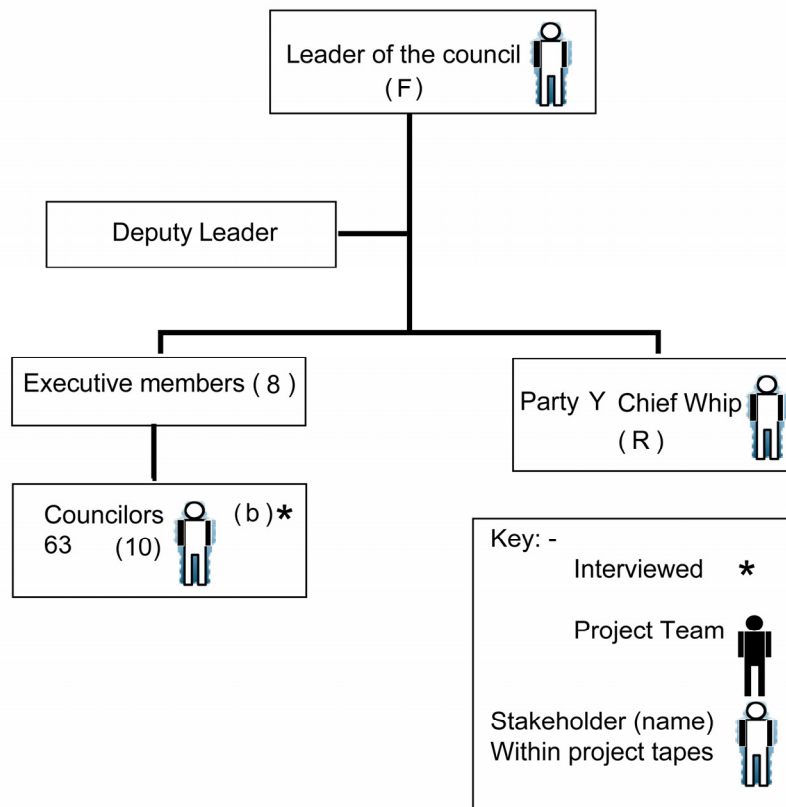 Leader of the council
(F)
Deputy Leader
Executive members (8)
Party Y Chief Whip
(R)
Councilors (b)*
63 (10)
Key: -
Interviewed *
Project Team
Stakeholder (name)
Within project tapes